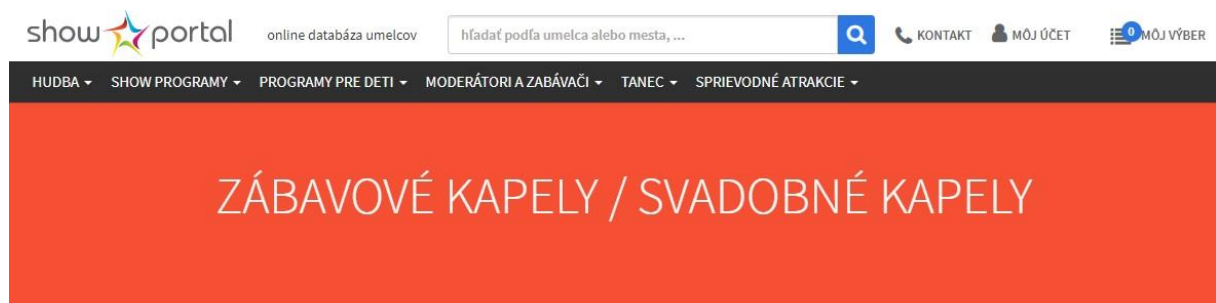 show portal online databáza umelcov hľadať podľa umelca alebo mesta, ... KONTAKT MÔJ ÚČET 0 MÔJ VÝBER
HUDBA SHOW PROGRAMY PROGRAMY PRE DETI MODERÁTORI A ZABÁVAČI TANEC SPRIEVODNÉ ATRAKCIE
ZÁBAVOVÉ KAPELY / SVADOBNÉ KAPELY